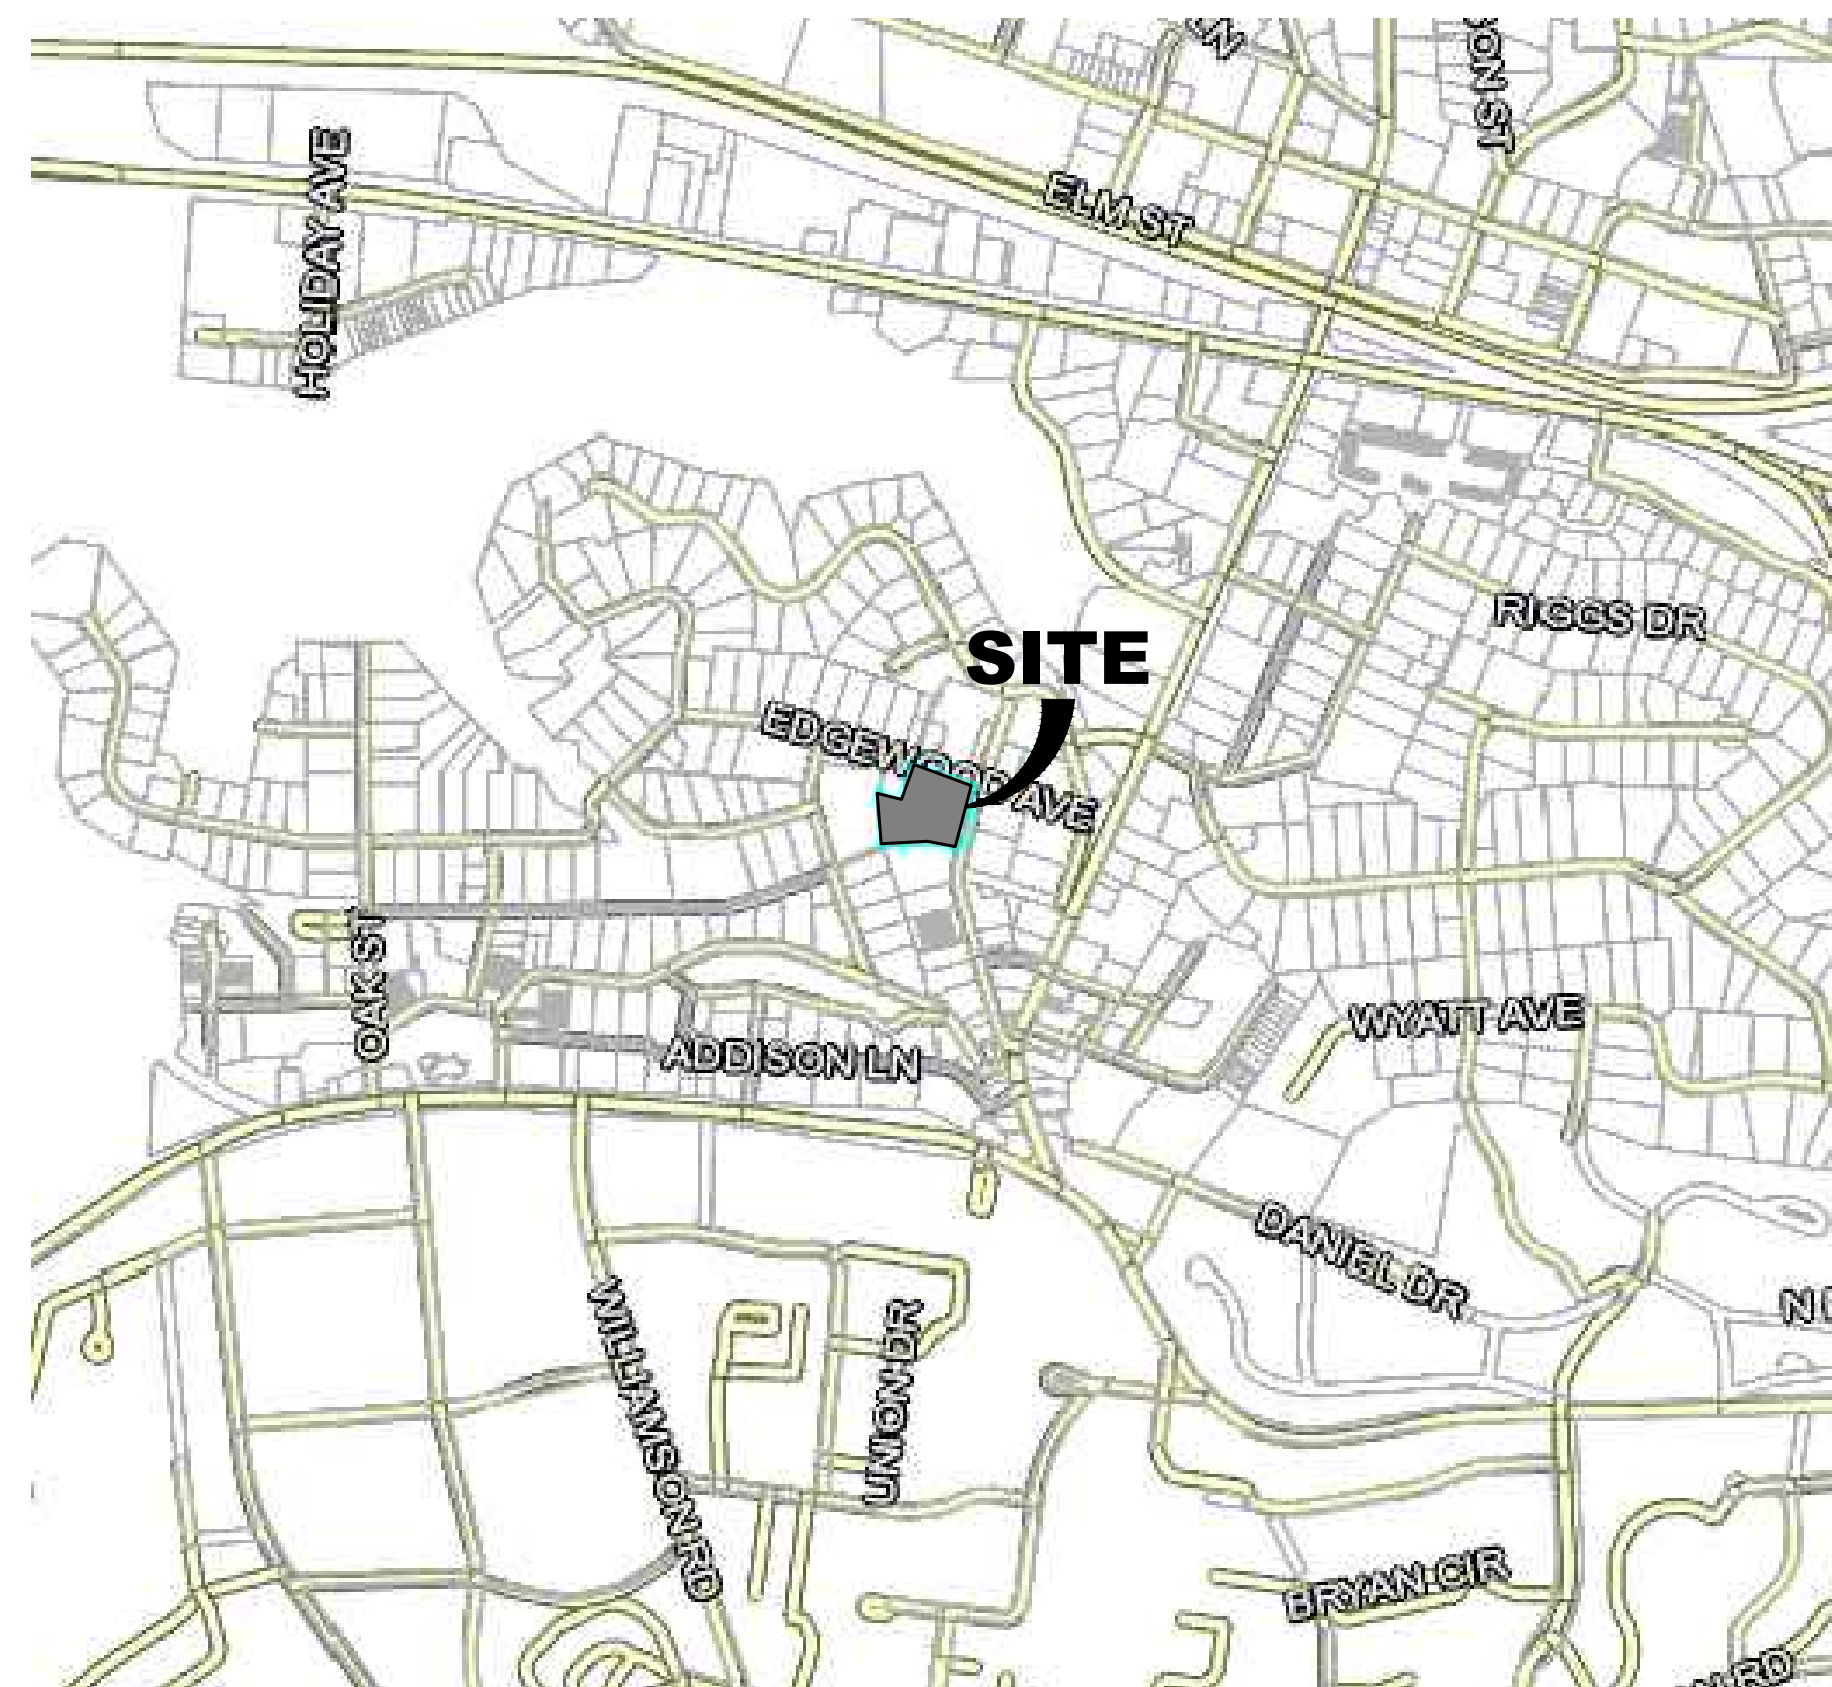 ELM ST
HOLIDAY AVE
RIGGS DR
SITE
EDGEWOOD AVE
OAK ST
WYATT AVE
ADDISON LN
DANIEL DR
WILLIAMSON RD
UNION DR
BRYAN CIR